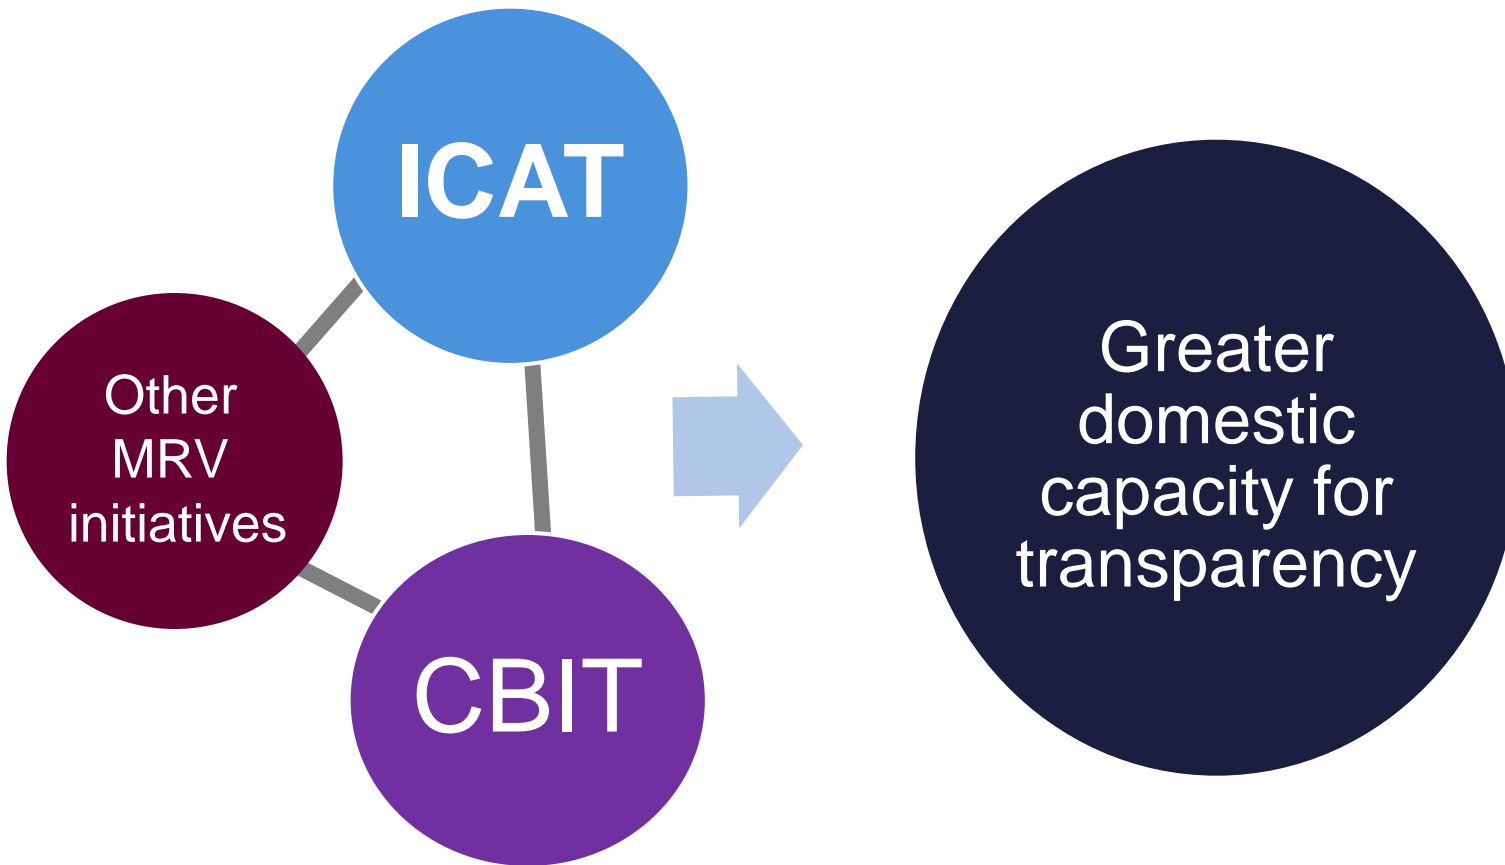 ICAT
Other
MRV
initiatives
CBIT
Greater
domestic
capacity for
transparency